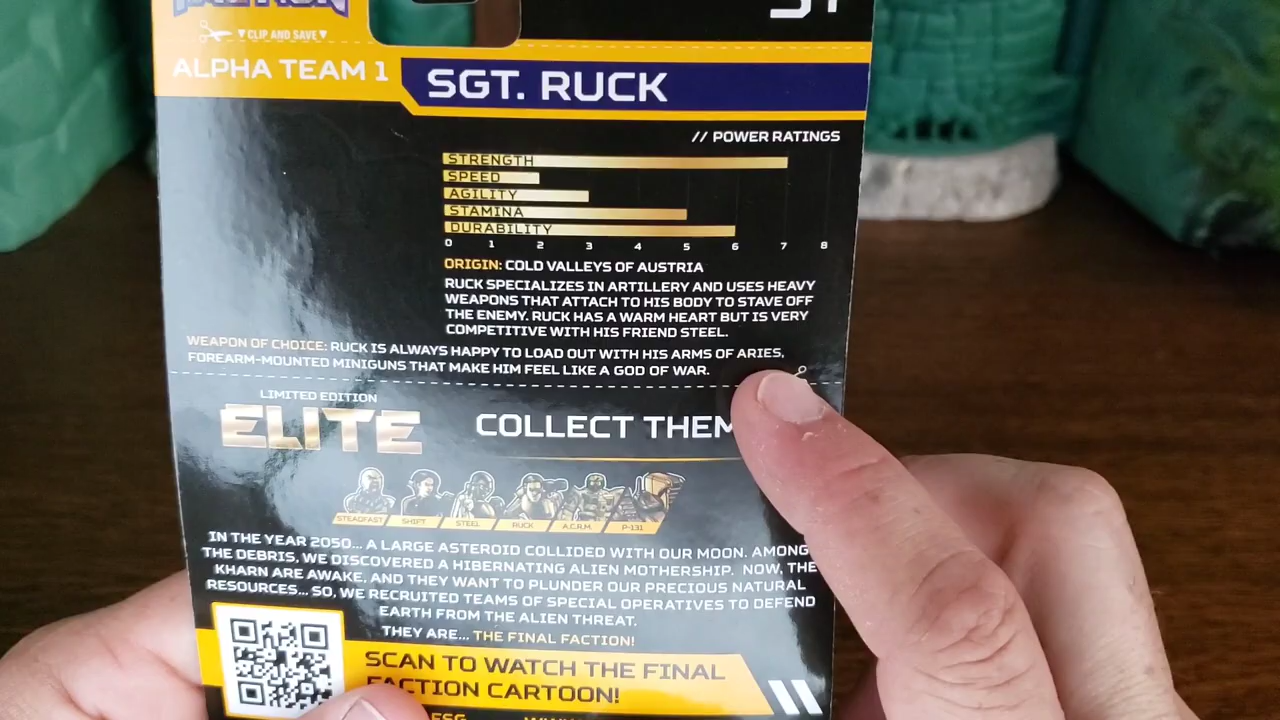 ▼ CLIP AND SAVE ▼
ALPHA TEAM 1
SGT. RUCK
// POWER RATINGS
STRENGTH
SPEED
AGILITY
STAMINA
DURABILITY
0 1 2 3 4 5 6 7 8
ORIGIN: COLD VALLEYS OF AUSTRIA
RUCK SPECIALIZES IN ARTILLERY AND USES HEAVY
WEAPONS THAT ATTACH TO HIS BODY TO STAVE OFF
THE ENEMY. RUCK HAS A WARM HEART BUT IS VERY
COMPETITIVE WITH HIS FRIEND STEEL.
WEAPON OF CHOICE: RUCK IS ALWAYS HAPPY TO LOAD OUT WITH HIS ARMS OF ARIES,
FOREARM-MOUNTED MINIGUNS THAT MAKE HIM FEEL LIKE A GOD OF WAR.
LIMITED EDITION
ELITE
COLLECT THEM
STEADFAST SHIFT STEEL RUCK A.C.R.M. P-131
IN THE YEAR 2050... A LARGE ASTEROID COLLIDED WITH OUR MOON. AMONG
THE DEBRIS, WE DISCOVERED A HIBERNATING ALIEN MOTHERSHIP. NOW, THE
KHARN ARE AWAKE. AND THEY WANT TO PLUNDER OUR PRECIOUS NATURAL
RESOURCES... SO, WE RECRUITED TEAMS OF SPECIAL OPERATIVES TO DEFEND
EARTH FROM THE ALIEN THREAT.
THEY ARE... THE FINAL FACTION!
SCAN TO WATCH THE FINAL
FACTION CARTOON!